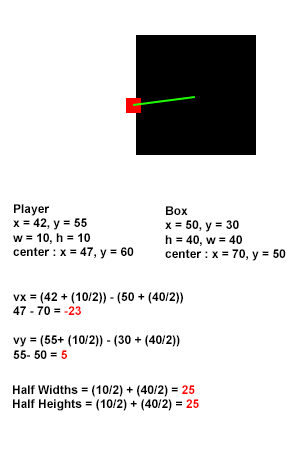 Player
x = 42, y = 55
w = 10, h = 10
center : x = 47, y = 60
Box
x = 50, y = 30
h = 40, w = 40
center : x = 70, y = 50
vx = (42 + (10/2)) - (50 + (40/2))
47 - 70 = -23
vy = (55+ (10/2)) - (30 + (40/2))
55- 50 = 5
Half Widths = (10/2) + (40/2) = 25
Half Heights = (10/2) + (40/2) = 25